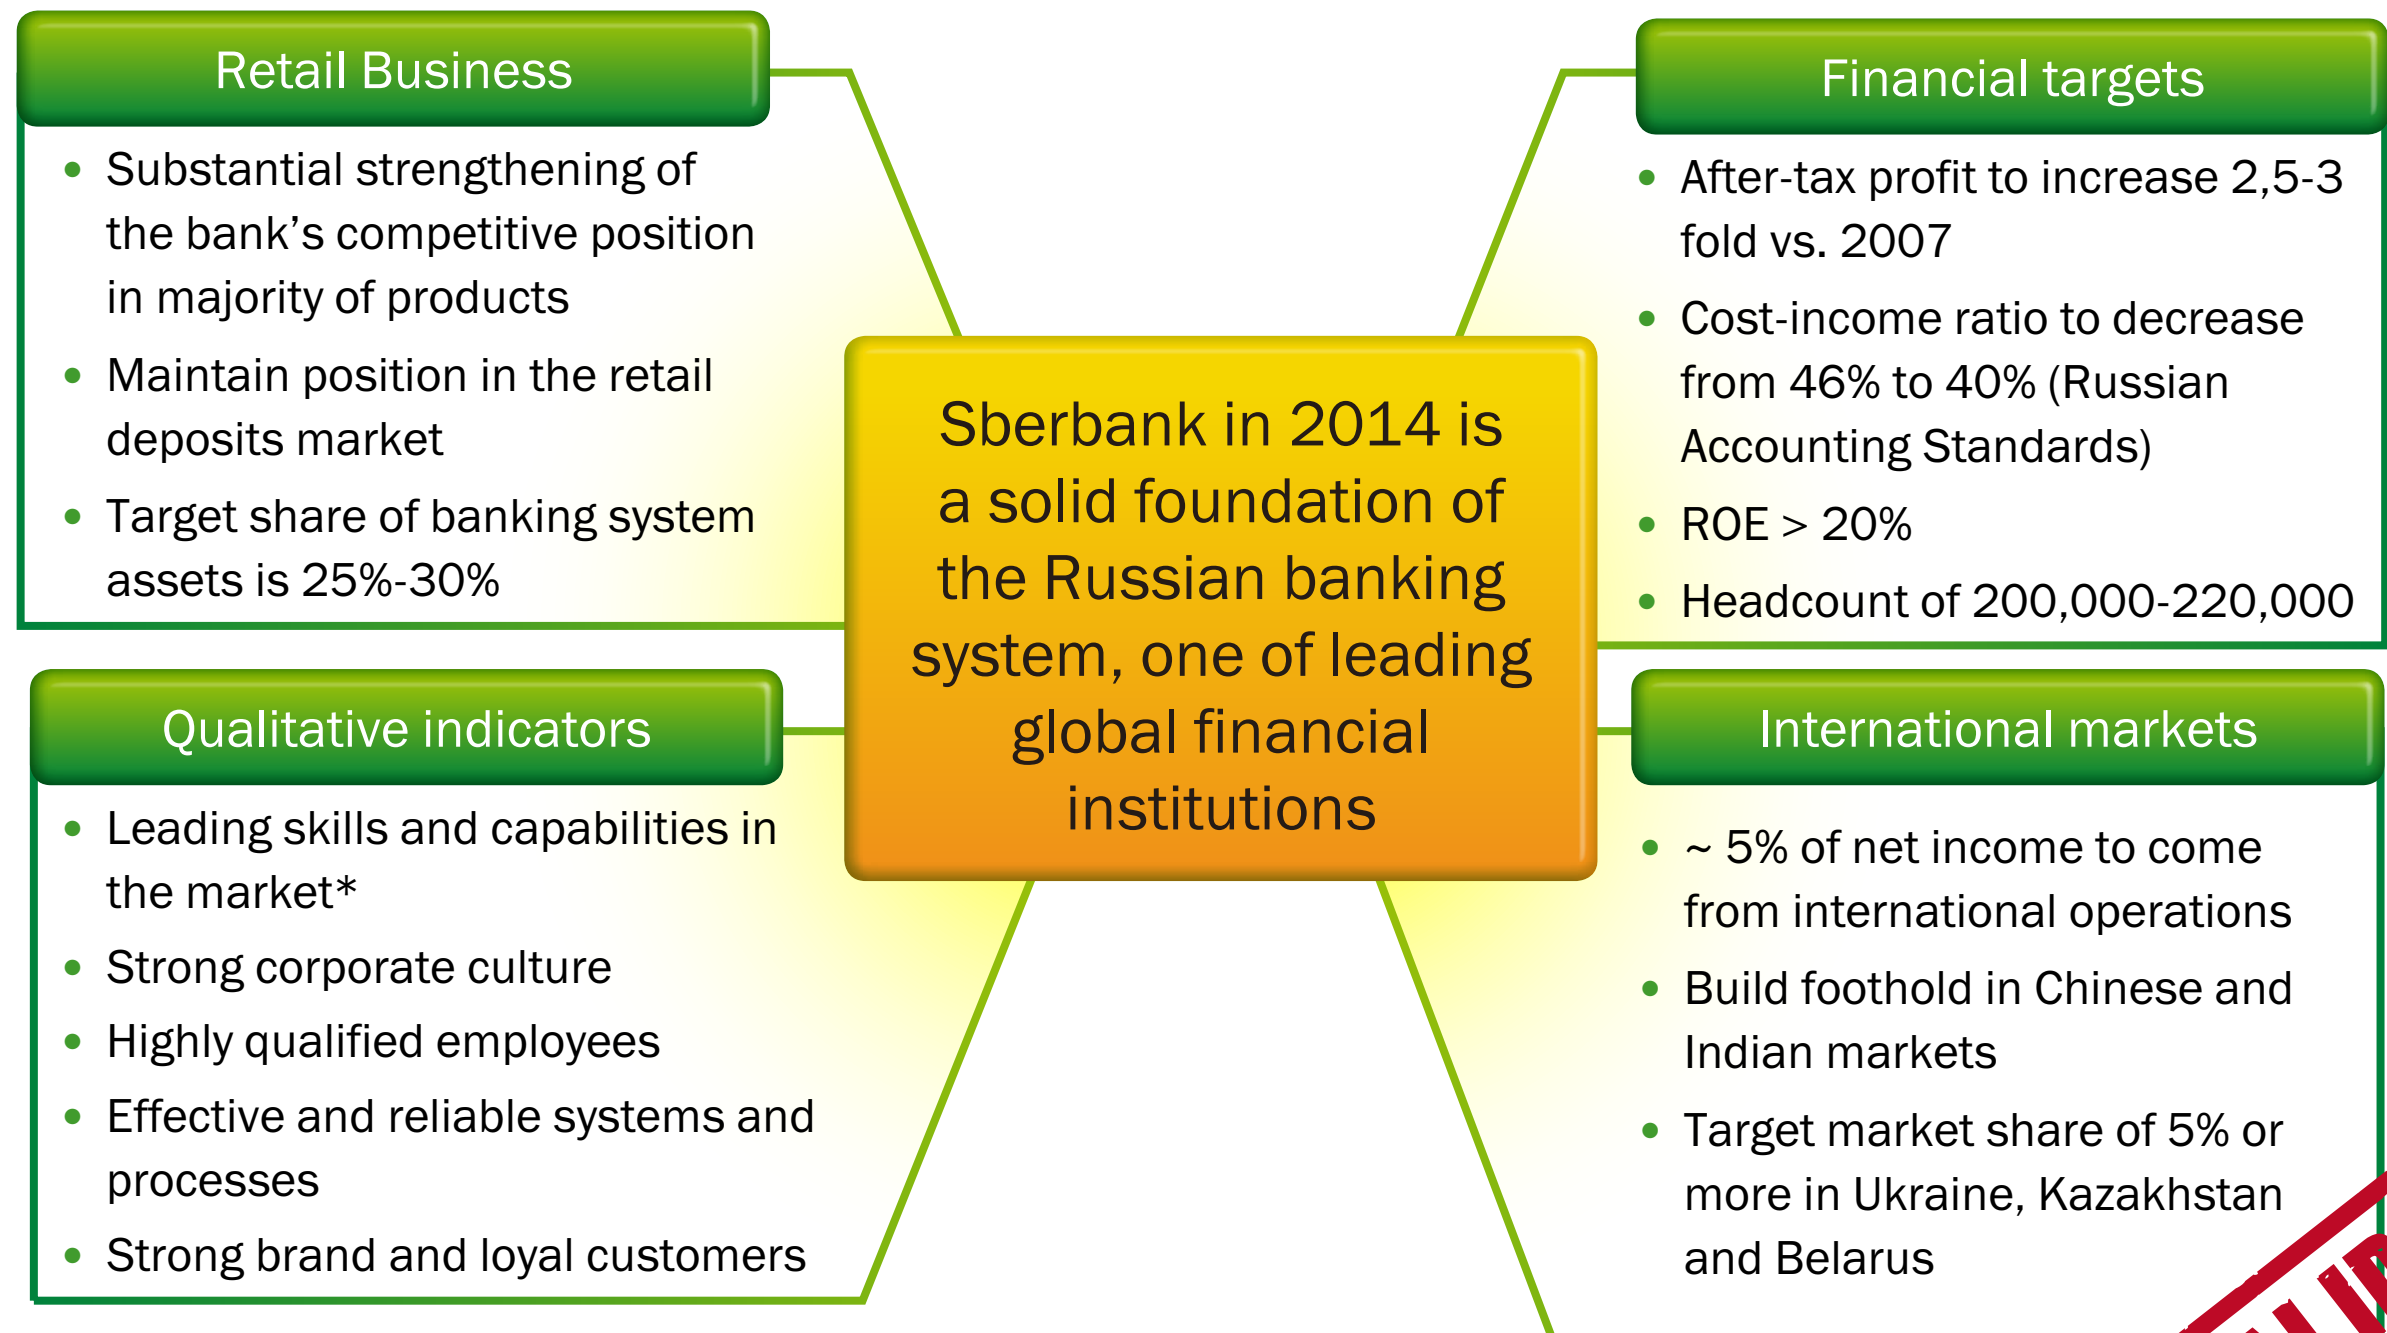 Retail Business
• Substantial strengthening of
the bank’s competitive position
in majority of products
• Maintain position in the retail
deposits market
• Target share of banking system
assets is 25%-30%
Financial targets
• After-tax profit to increase 2,5-3
fold vs. 2007
• Cost-income ratio to decrease
from 46% to 40% (Russian
Accounting Standards)
• ROE > 20%
• Headcount of 200,000-220,000
Sberbank in 2014 is
a solid foundation of
the Russian banking
system, one of leading
global financial
institutions
Qualitative indicators
• Leading skills and capabilities in
the market*
• Strong corporate culture
• Highly qualified employees
• Effective and reliable systems and
processes
• Strong brand and loyal customers
International markets
• ~ 5% of net income to come
from international operations
• Build foothold in Chinese and
Indian markets
• Target market share of 5% or
more in Ukraine, Kazakhstan
and Belarus